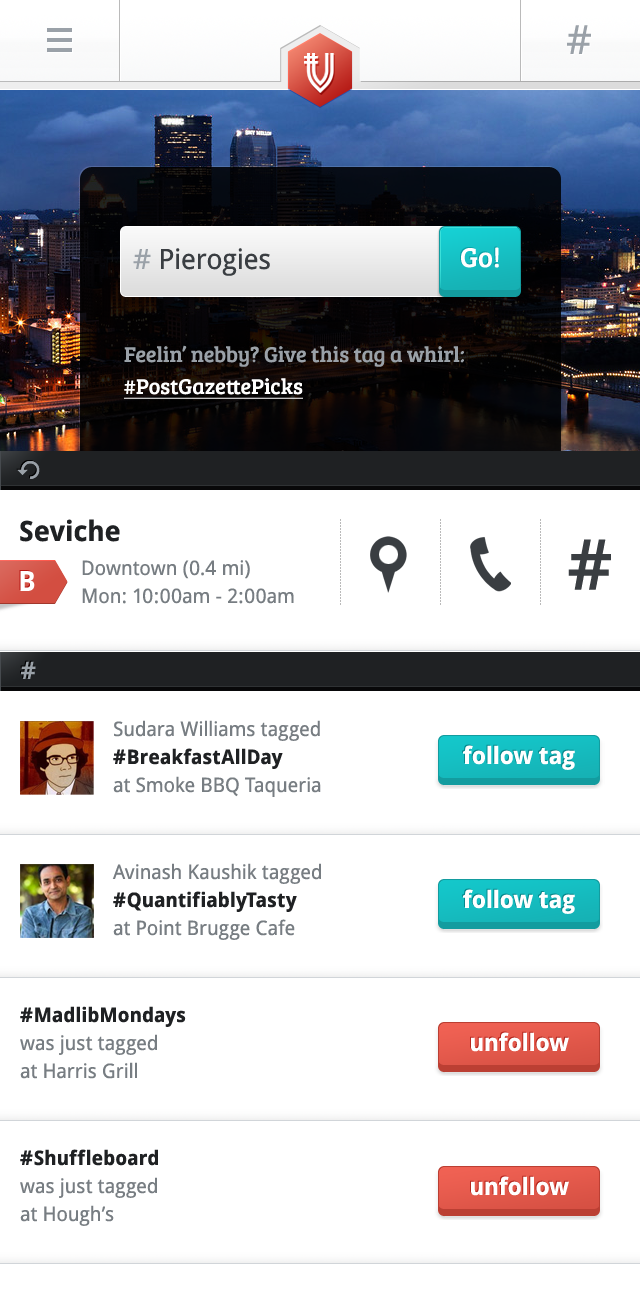 #
# Pierogies
Go!
Feelin’ nebby? Give this tag a whirl:
#PostGazettePicks
Seviche
B
Downtown (0.4 mi)
Mon: 10:00am - 2:00am
#
#
Sudara Williams tagged
#BreakfastAllDay
at Smoke BBQ Taqueria
follow tag
Avinash Kaushik tagged
#QuantifiablyTasty
at Point Brugge Cafe
follow tag
#MadlibMondays
was just tagged
at Harris Grill
unfollow
#Shuffleboard
was just tagged
at Hough’s
unfollow